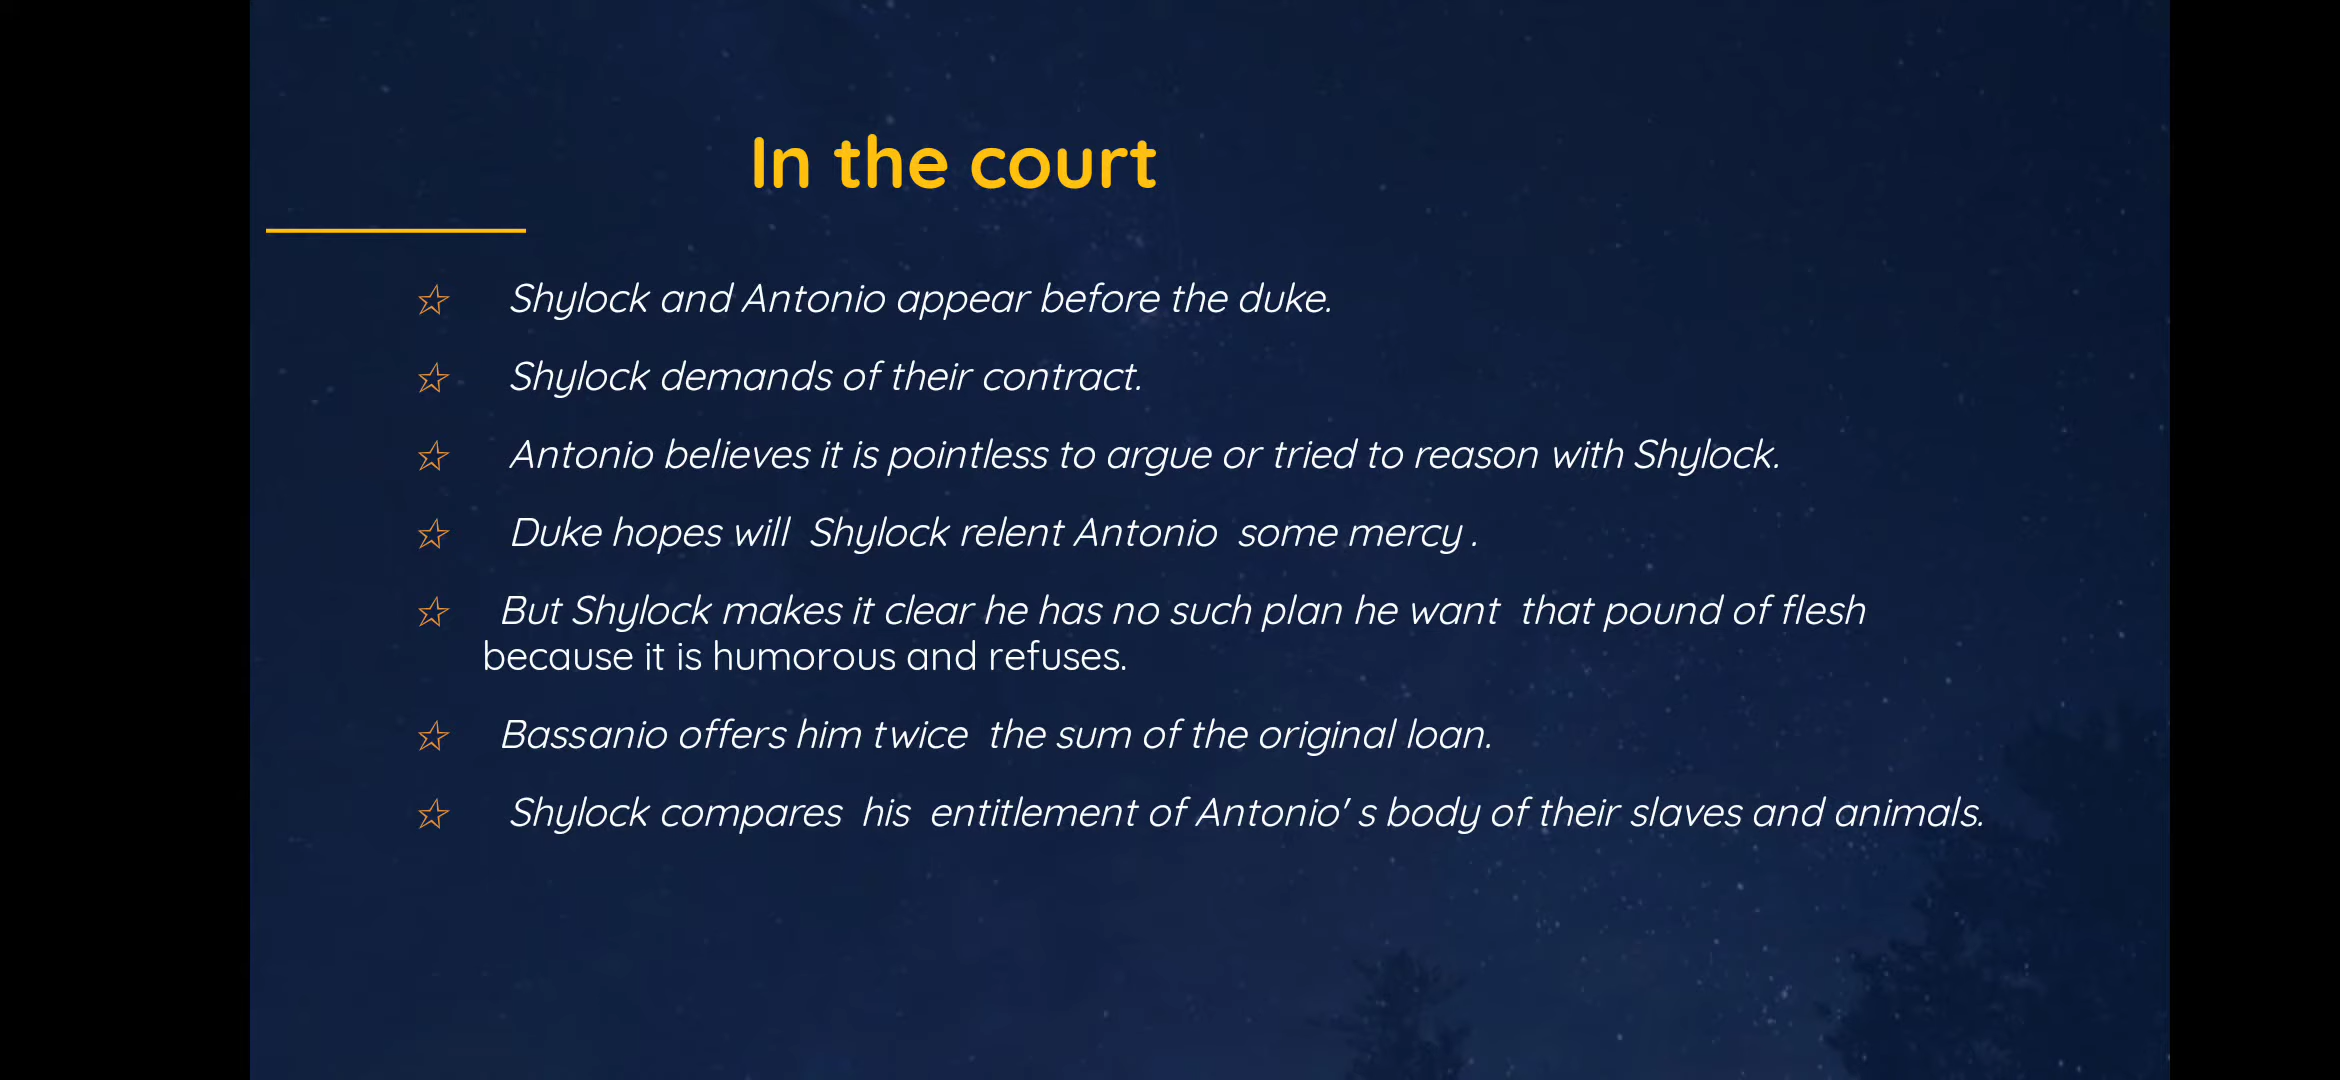 In the court
☆ Shylock and Antonio appear before the duke.
☆ Shylock demands of their contract.
☆ Antonio believes it is pointless to argue or tried to reason with Shylock.
☆ Duke hopes will Shylock relent Antonio some mercy .
☆ But Shylock makes it clear he has no such plan he want that pound of flesh
because it is humorous and refuses.
☆ Bassanio offers him twice the sum of the original loan.
☆ Shylock compares his entitlement of Antonio' s body of their slaves and animals.